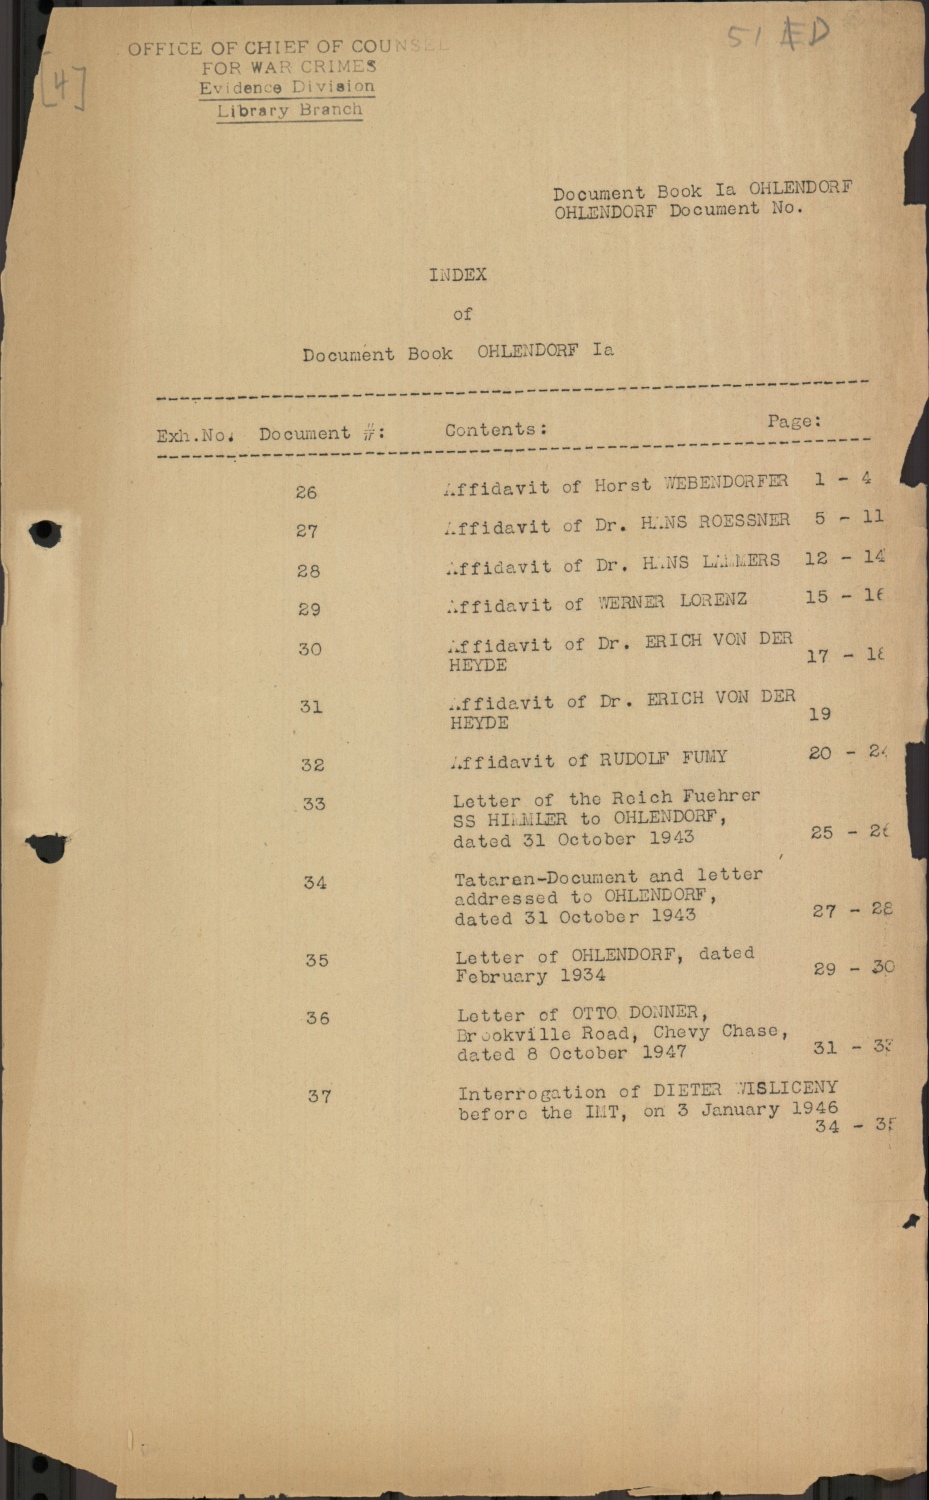 OFFICE OF CHIEF OF COUNSEL
FOR WAR CRIMES
Evidence Division
Library Branch
[4]
51
Document Book Ia OHLENDORF
OHLENDORF Document No.
INDEX
of
Document Book OHLENDORF Ia
Exh.No. Document #: Contents: Page:
26 Affidavit of Horst WEBENDORFER 1 - 4
27 Affidavit of Dr. HANS ROESSNER 5 - 11
28 Affidavit of Dr. HANS LAMMERS 12 - 14
29 Affidavit of WERNER LORENZ 15 - 16
30 Affidavit of Dr. ERICH VON DER
HEYDE 17 - 18
31 Affidavit of Dr. ERICH VON DER
HEYDE 19
32 Affidavit of RUDOLF FUMY 20 - 24
33 Letter of the Reich Fuehrer
SS HIMMLER to OHLENDORF,
dated 31 October 1943 25 - 26
34 Tataren-Document and letter
addressed to OHLENDORF,
dated 31 October 1943 27 - 28
35 Letter of OHLENDORF, dated
February 1934 29 - 30
36 Letter of OTTO DONNER,
Brookville Road, Chevy Chase,
dated 8 October 1947 31 - 33
37 Interrogation of DIETER WISLICENY
before the IMT, on 3 January 1946
34 - 35